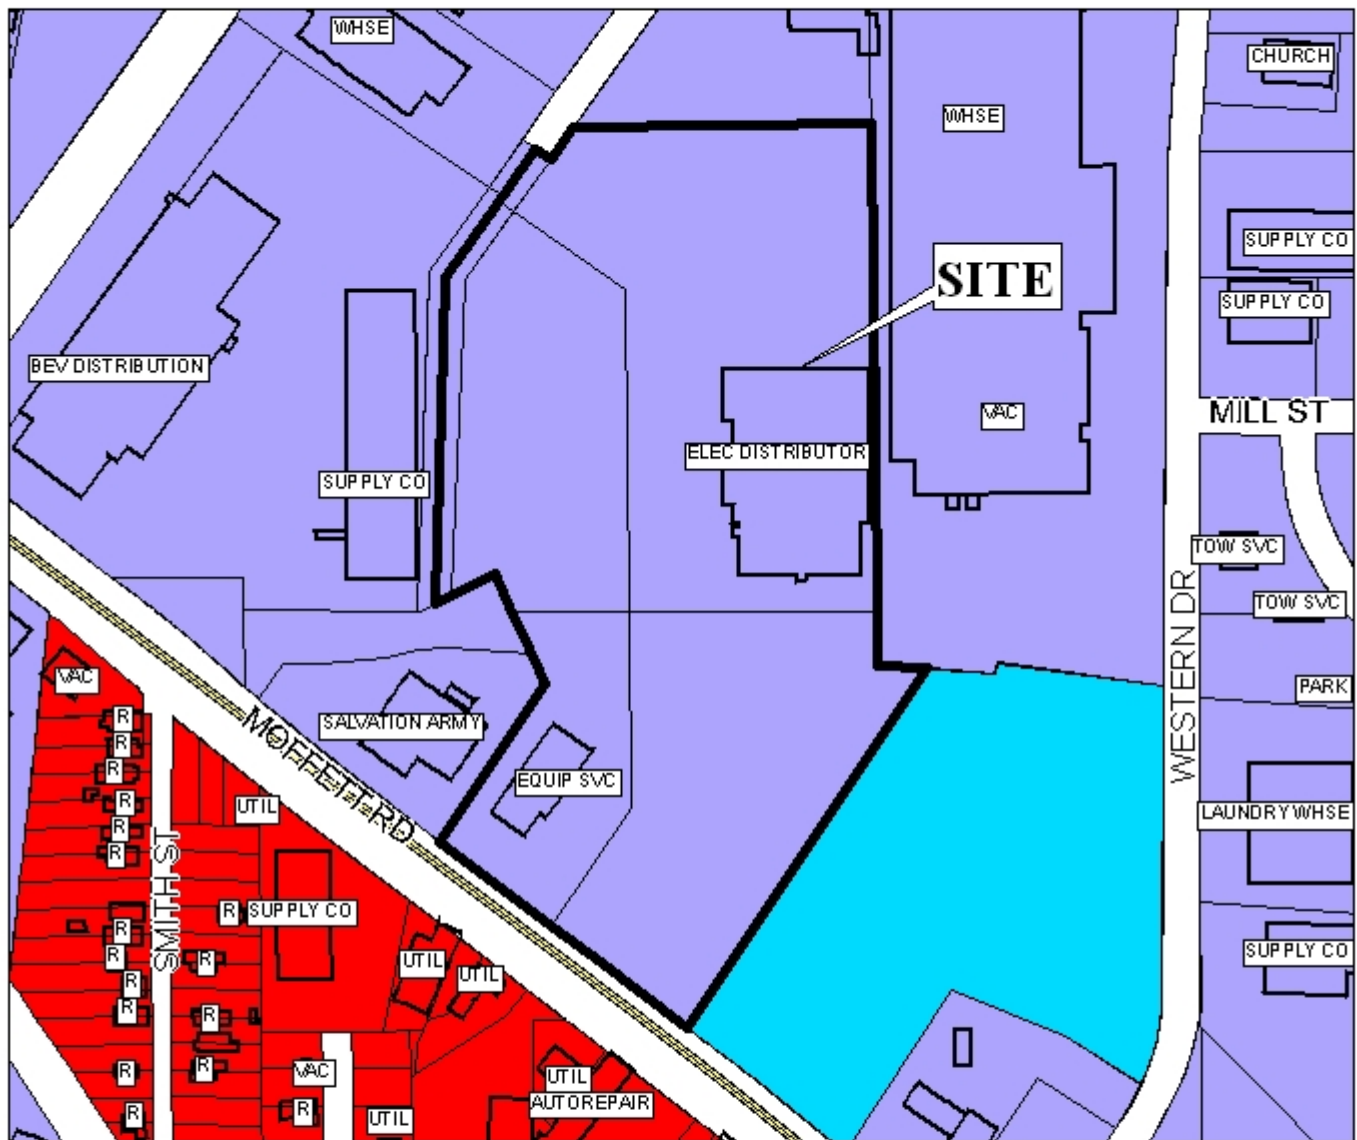 WHSE
CHURCH
WHSE
SUPPLY CO
SITE
SUPPLY CO
BEV DISTRIBUTION
VAC
MILL ST
ELEC DISTRIBUTOR
SUPPLY CO
TOW SVC
TOW SVC
WESTERN DR
VAC
PARK
R
SALVATION ARMY
MOFFETT RD
R
R
EQUIP SVC
R
UTIL
LAUNDRY WHSE
R
R
SMITH ST
R
SUPPLY CO
R
SUPPLY CO
R
R
UTIL
UTIL
R
R
R
R
R
VAC
UTIL
R
AUTOREPAIR
R
UTIL